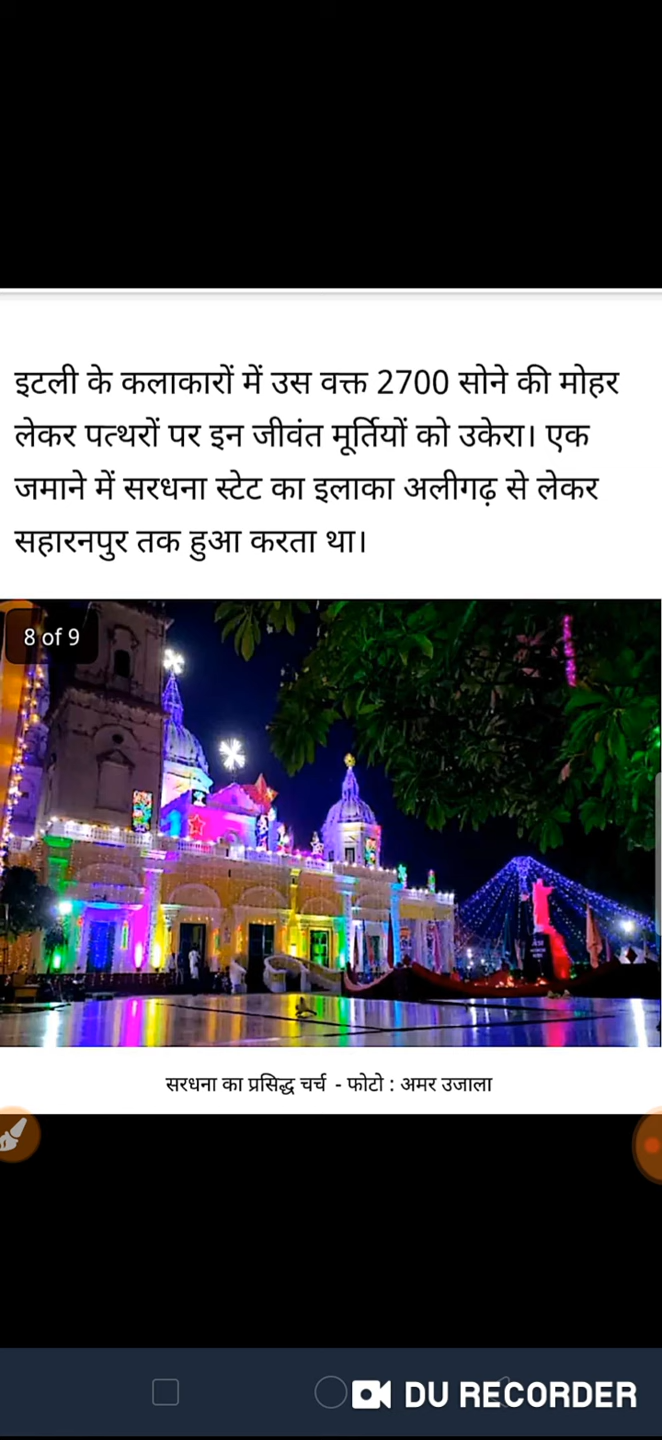 इटली के कलाकारों में उस वक्त 2700 सोने की मोहर
लेकर पत्थरों पर इन जीवंत मूर्तियों को उकेरा। एक
जमाने में सरधना स्टेट का इलाका अलीगढ़ से लेकर
सहारनपुर तक हुआ करता था।
8 of 9
सरधना का प्रसिद्ध चर्च - फोटो : अमर उजाला
DU RECORDER